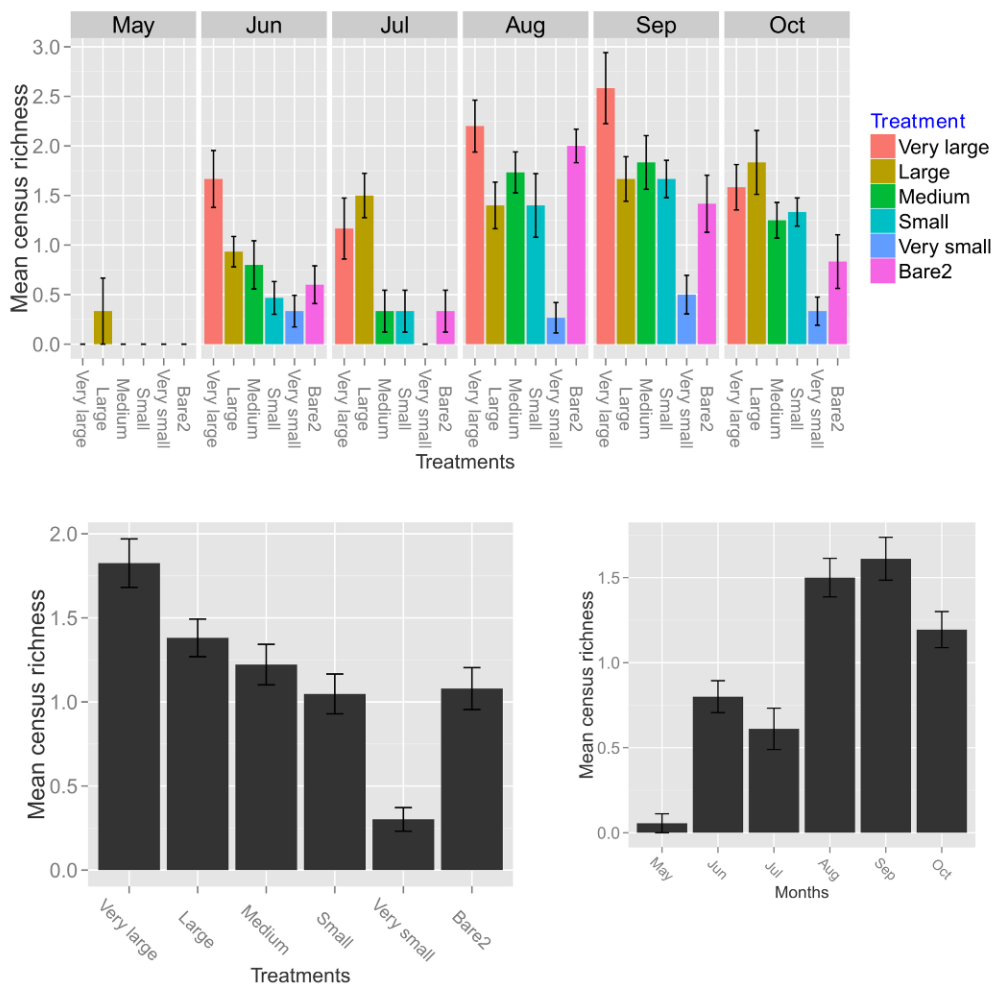 May Jun Jul Aug Sep Oct
3.0
2.5
2.0
1.5
1.0
0.5
0.0
Mean census richness
Very large Large Medium Small Very small Bare2 Very large Large Medium Small Very small Bare2 Very large Large Medium Small Very small Bare2 Very large Large Medium Small Very small Bare2 Very large Large Medium Small Very small Bare2 Very large Large Medium Small Very small Bare2
Treatments
Treatment
Very large
Large
Medium
Small
Very small
Bare2
2.0
1.5
1.0
0.5
0.0
Mean census richness
Very large Large Medium Small Very small Bare2
Treatments
1.5
1.0
0.5
0.0
Mean census richness
May Jun Jul Aug Sep Oct
Months